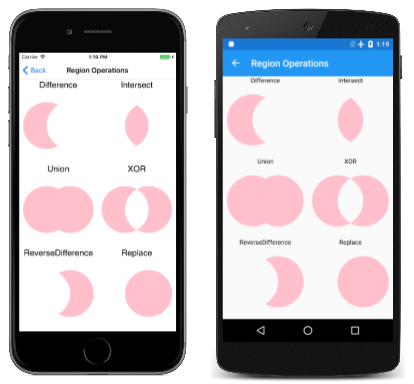 Carrier 1:19 PM
Back Region Operations
Difference Intersect
Union XOR
ReverseDifference Replace
1:19
Region Operations
Difference Intersect
Union XOR
ReverseDifference Replace